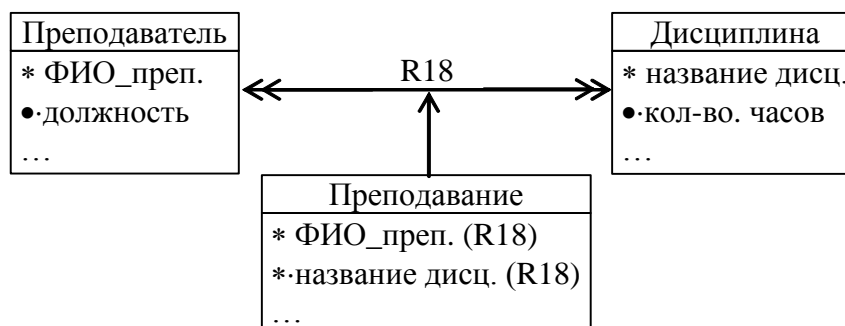 Преподаватель
* ФИО_преп.
●·должность
…
R18
Дисциплина
* название дисц.
●·кол-во. часов
…
Преподавание
* ФИО_преп. (R18)
*·название дисц. (R18)
…